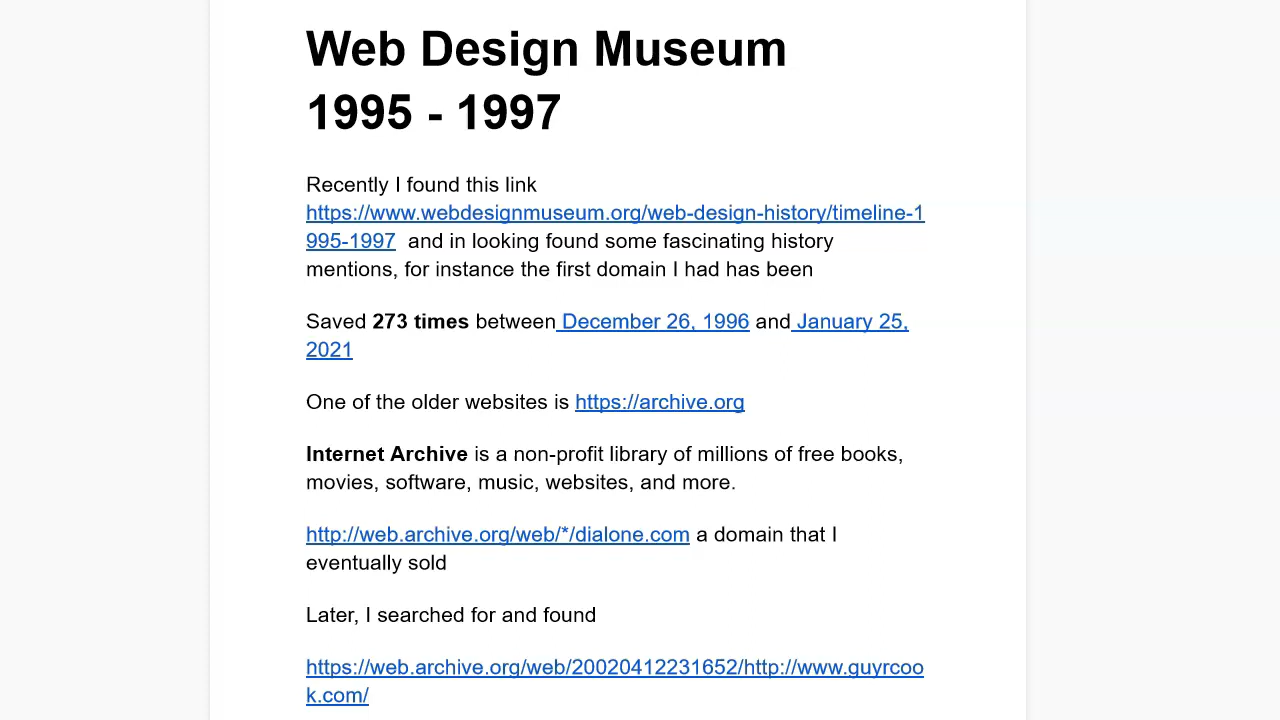 Web Design Museum
1995 - 1997
Recently I found this link
https://www.webdesignmuseum.org/web-design-history/timeline-1
995-1997 and in looking found some fascinating history
mentions, for instance the first domain I had has been
Saved 273 times between December 26, 1996 and January 25,
2021
One of the older websites is https://archive.org
Internet Archive is a non-profit library of millions of free books,
movies, software, music, websites, and more.
http://web.archive.org/web/*/dialone.com a domain that I
eventually sold
Later, I searched for and found
https://web.archive.org/web/20020412231652/http://www.guyrcoo
k.com/